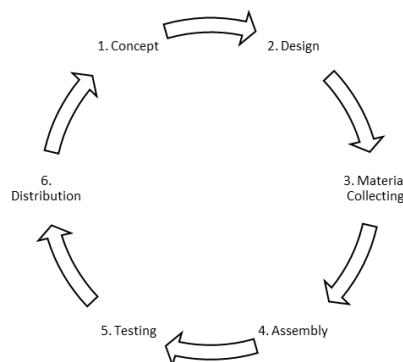 1. Concept
2. Design
3. Materia
Collecting
4. Assembly
5. Testing
6.
Distribution